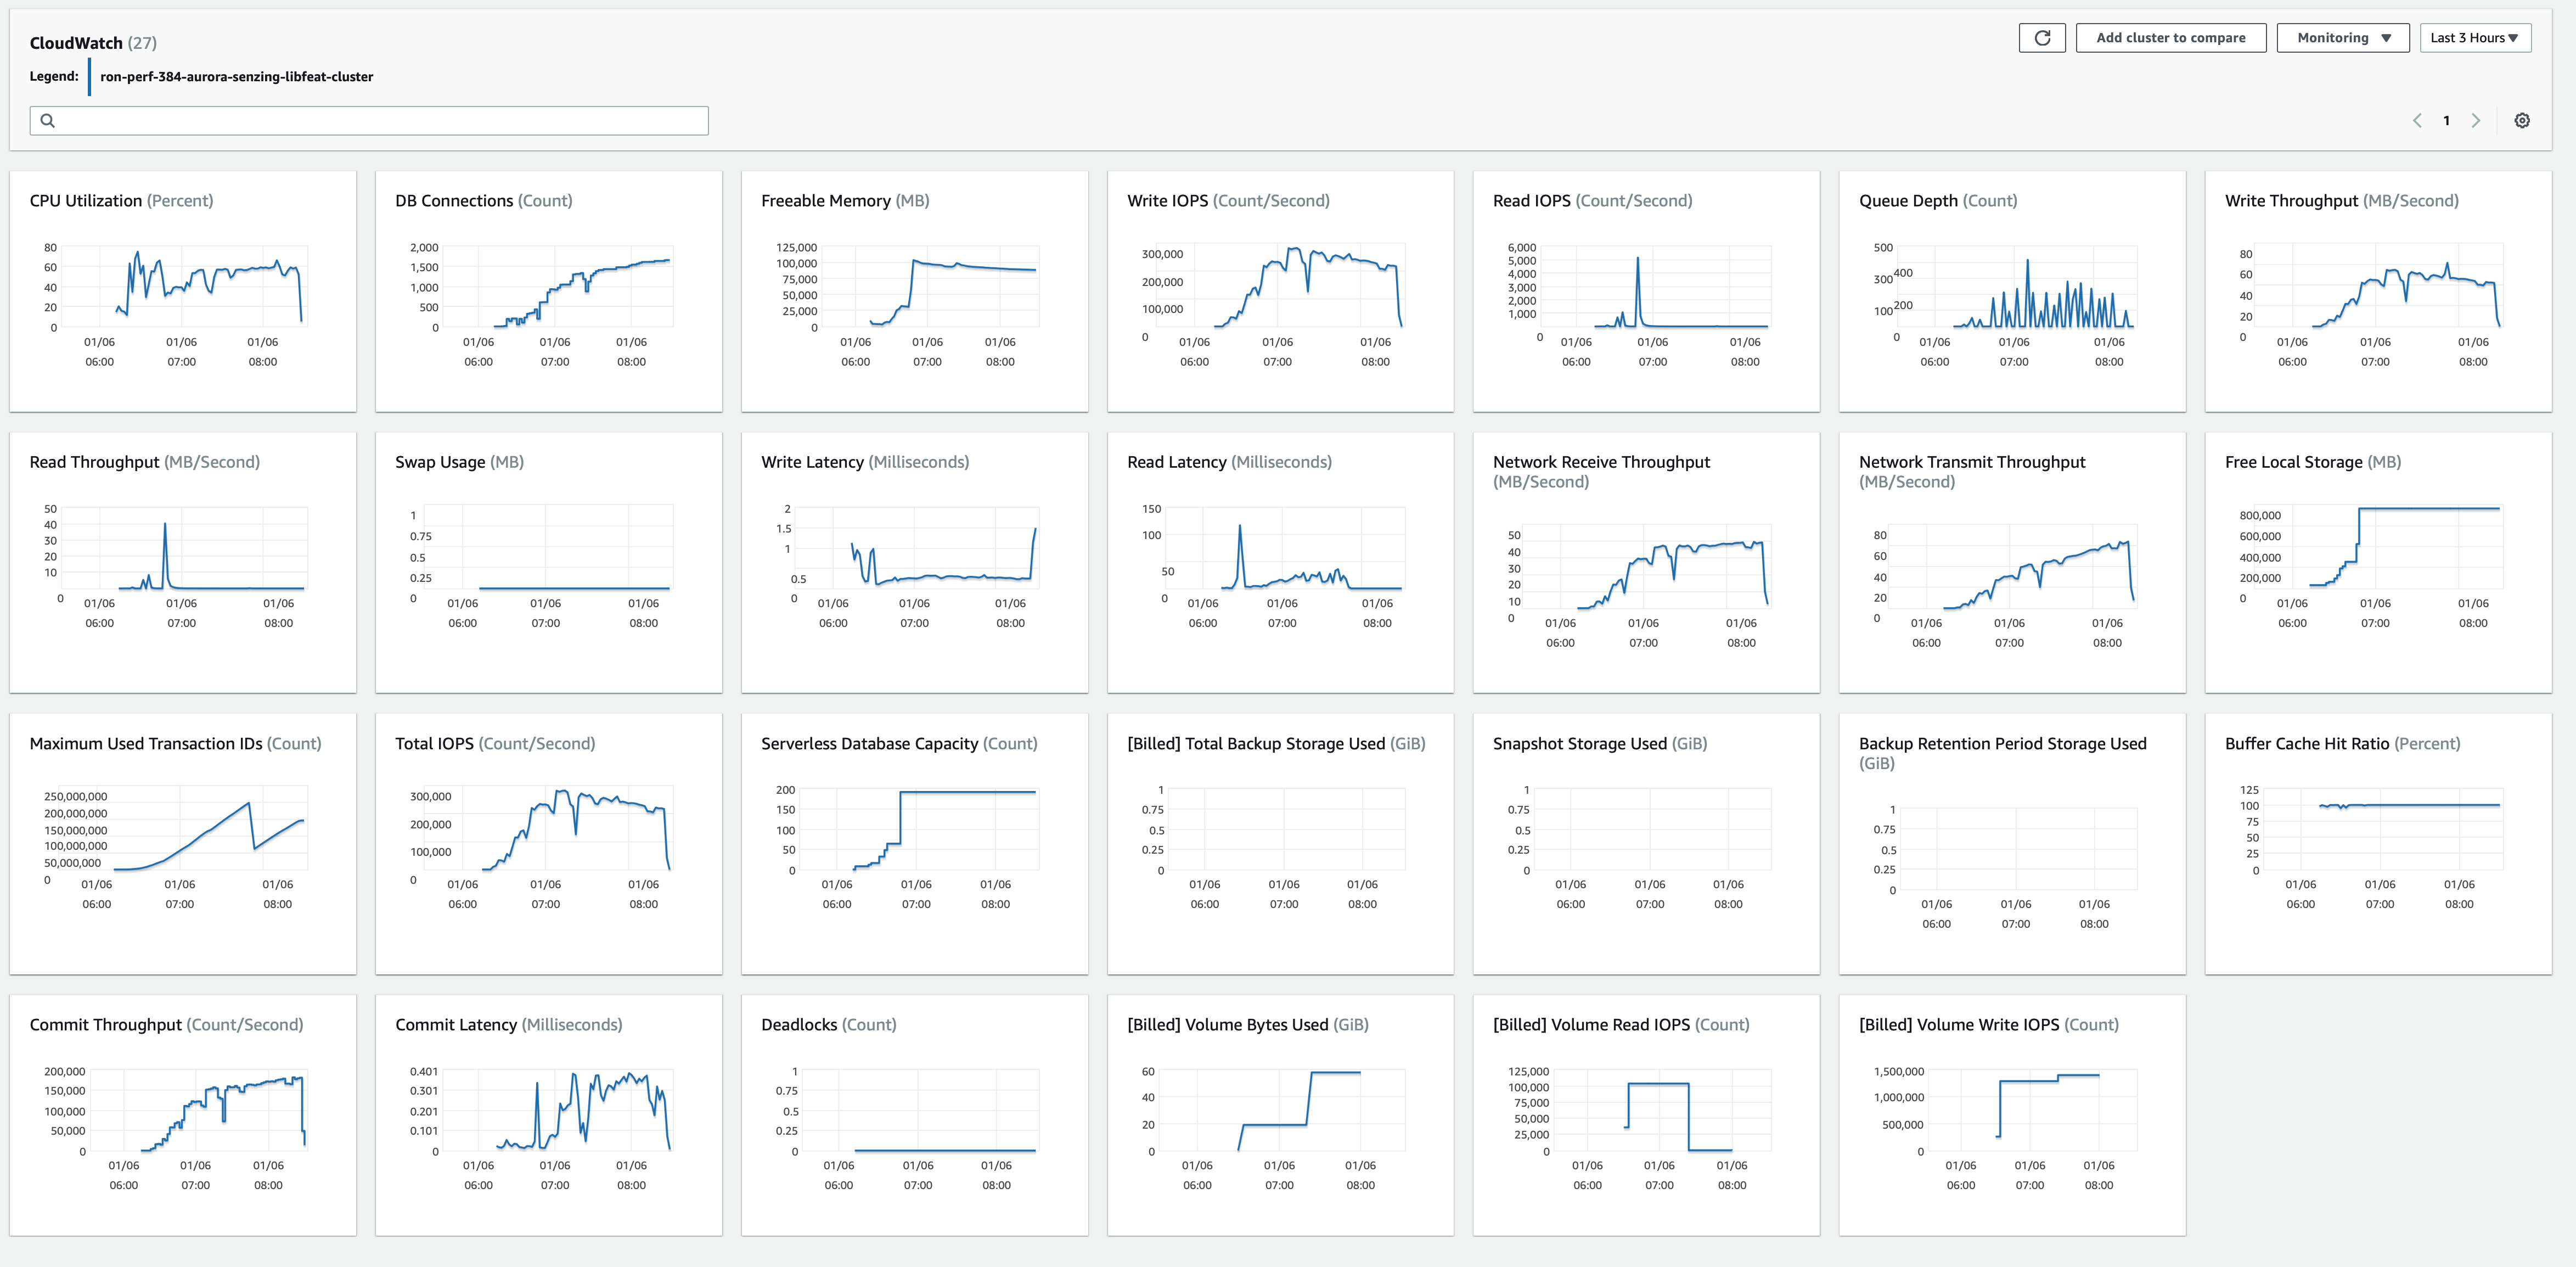 CloudWatch (27)
Add cluster to compare
Monitoring
Last 3 Hours
Legend: ron-perf-384-aurora-senzing-libfeat-cluster
1
CPU Utilization (Percent)
80
60
40
20
0
01/06 01/06 01/06
06:00 07:00 08:00
DB Connections (Count)
2,000
1,500
1,000
500
0
01/06 01/06 01/06
06:00 07:00 08:00
Freeable Memory (MB)
125,000
100,000
75,000
50,000
25,000
0
01/06 01/06 01/06
06:00 07:00 08:00
Write IOPS (Count/Second)
300,000
200,000
100,000
0
01/06 01/06 01/06
06:00 07:00 08:00
Read IOPS (Count/Second)
6,000
5,000
4,000
3,000
2,000
1,000
0
01/06 01/06 01/06
06:00 07:00 08:00
Queue Depth (Count)
500
400
300
200
100
0
01/06 01/06 01/06
06:00 07:00 08:00
Write Throughput (MB/Second)
80
60
40
20
0
01/06 01/06 01/06
06:00 07:00 08:00
Read Throughput (MB/Second)
50
40
30
20
10
0
01/06 01/06 01/06
06:00 07:00 08:00
Swap Usage (MB)
1
0.75
0.5
0.25
0
01/06 01/06 01/06
06:00 07:00 08:00
Write Latency (Milliseconds)
2
1.5
1
0.5
0
01/06 01/06 01/06
06:00 07:00 08:00
Read Latency (Milliseconds)
150
100
50
0
01/06 01/06 01/06
06:00 07:00 08:00
Network Receive Throughput
(MB/Second)
50
40
30
20
10
0
01/06 01/06 01/06
06:00 07:00 08:00
Network Transmit Throughput
(MB/Second)
80
60
40
20
0
01/06 01/06 01/06
06:00 07:00 08:00
Free Local Storage (MB)
800,000
600,000
400,000
200,000
0
01/06 01/06 01/06
06:00 07:00 08:00
Maximum Used Transaction IDs (Count)
250,000,000
200,000,000
150,000,000
100,000,000
50,000,000
0
01/06 01/06 01/06
06:00 07:00 08:00
Total IOPS (Count/Second)
300,000
200,000
100,000
0
01/06 01/06 01/06
06:00 07:00 08:00
Serverless Database Capacity (Count)
200
150
100
50
0
01/06 01/06 01/06
06:00 07:00 08:00
[Billed] Total Backup Storage Used (GiB)
1
0.75
0.5
0.25
0
01/06 01/06 01/06
06:00 07:00 08:00
Snapshot Storage Used (GiB)
1
0.75
0.5
0.25
0
01/06 01/06 01/06
06:00 07:00 08:00
Backup Retention Period Storage Used
(GiB)
1
0.75
0.5
0.25
0
01/06 01/06 01/06
06:00 07:00 08:00
Buffer Cache Hit Ratio (Percent)
125
100
75
50
25
0
01/06 01/06 01/06
06:00 07:00 08:00
Commit Throughput (Count/Second)
200,000
150,000
100,000
50,000
0
01/06 01/06 01/06
06:00 07:00 08:00
Commit Latency (Milliseconds)
0.401
0.301
0.201
0.101
0
01/06 01/06 01/06
06:00 07:00 08:00
Deadlocks (Count)
1
0.75
0.5
0.25
0
01/06 01/06 01/06
06:00 07:00 08:00
[Billed] Volume Bytes Used (GiB)
60
40
20
0
01/06 01/06 01/06
06:00 07:00 08:00
[Billed] Volume Read IOPS (Count)
125,000
100,000
75,000
50,000
25,000
0
01/06 01/06 01/06
06:00 07:00 08:00
[Billed] Volume Write IOPS (Count)
1,500,000
1,000,000
500,000
0
01/06 01/06 01/06
06:00 07:00 08:00